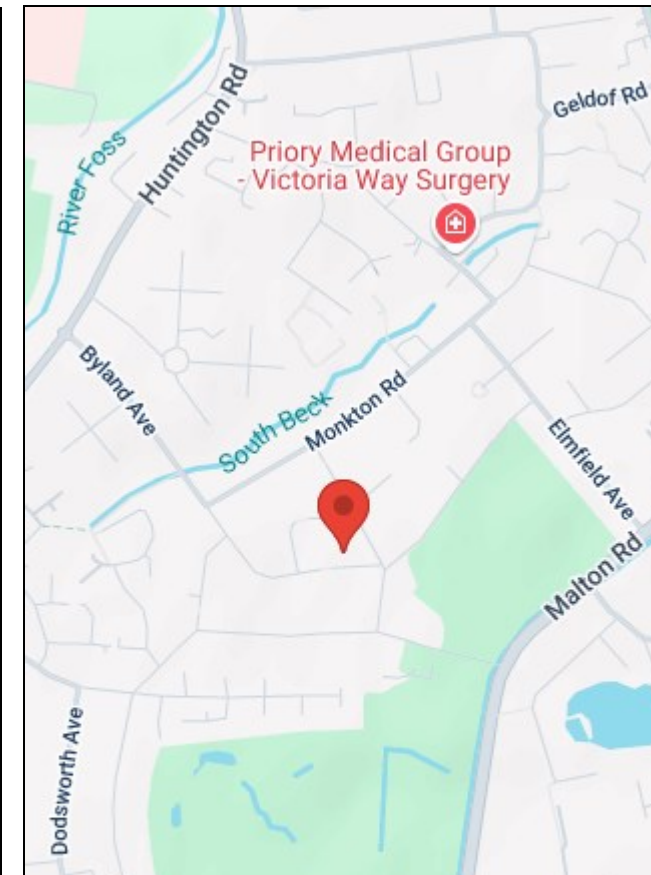 Geldof Rd
Huntington Rd
River Foss
Priory Medical Group
- Victoria Way Surgery
Byland Ave
South Beck
Monkton Rd
Elmfield Ave
Malton Rd
Dodsworth Ave